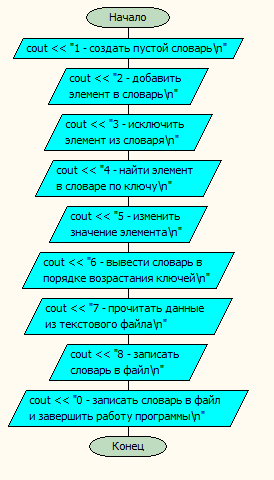 Начало
cout << "1 - создать пустой словарь\n"
cout << "2 - добавить
элемент в словарь\n"
cout << "3 - исключить
элемент из словаря\n"
cout << "4 - найти элемент
в словаре по ключу\n"
cout << "5 - изменить
значение элемента\n"
cout << "6 - вывести словарь в
порядке возрастания ключей\n"
cout << "7 - прочитать данные
из текстового файла\n"
cout << "8 - записать
словарь в файл\n"
cout << "0 - записать словарь в файл
и завершить работу программы\n"
Конец